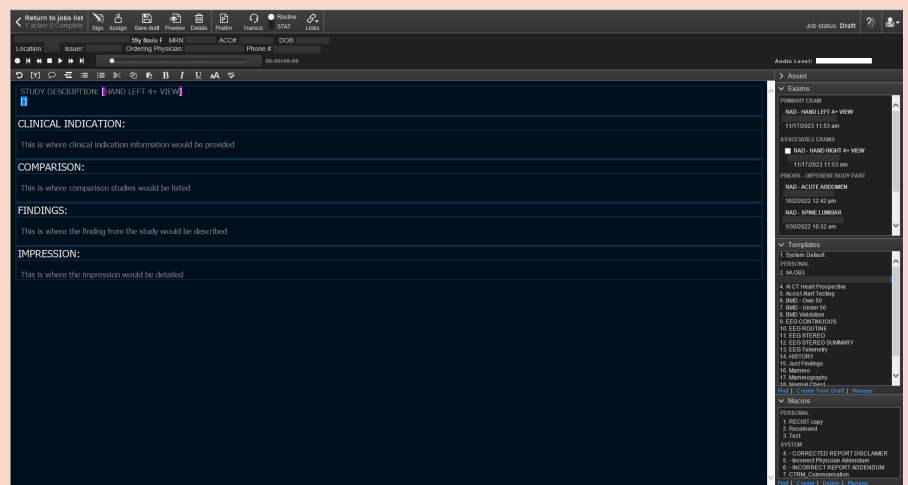 Return to jobs list
1 active 0 Complete
Sign Assign Save draft Preview Delete Prelim Transcr. Routine STAT Links
Job status: Draft
59y 8m/o F MRN: ACC#: DOB:
Location: Issuer: Ordering Physician: Phone #:
00:00/00:00
Audio Level:
[T] B I U AA
STUDY DESCRIPTION: [HAND LEFT 4+ VIEW]
[]
CLINICAL INDICATION:
This is where clinical indication information would be provided
COMPARISON:
This is where comparison studies would be listed
FINDINGS:
This is where the finding from the study would be described
IMPRESSION:
This is where the Impression would be detailed
Assist
Exams
PRIMARY EXAM
RAD - HAND LEFT 4+ VIEW
11/17/2023 11:53 am
ASSOCIABLE EXAMS
RAD - HAND RIGHT 4+ VIEW
11/17/2023 11:53 am
PRIORS - DIFFERENT BODY PART
RAD - ACUTE ABDOMEN
10/2/2022 12:42 pm
RAD - SPINE LUMBAR
1/30/2022 10:32 am
Templates
1. System Default
PERSONAL
2. AA OB3
4. AI CT Heart Prospective
5. Assist Alert Testing
6. BMD - Over 50
7. BMD - Under 50
8. BMD Validation
9. EEG CONTINUOUS
10. EEG ROUTINE
11. EEG STEREO
12. EEG STEREO SUMMARY
13. EEG Telemetry
14. HISTORY
15. Just Findings
16. Mammo
17. Mammography
18. Normal Chest
Find | Create from Draft | Manage
Macros
PERSONAL
1. RECIST copy
2. Recomend
3. Test
SYSTEM
4. - CORRECTED REPORT DISCLAIMER
5. - Incorrect Physician Addendum
6. - INCORRECT REPORT ADDENDUM
7. CTRM_Communication
Find | Create | Delete | Manage